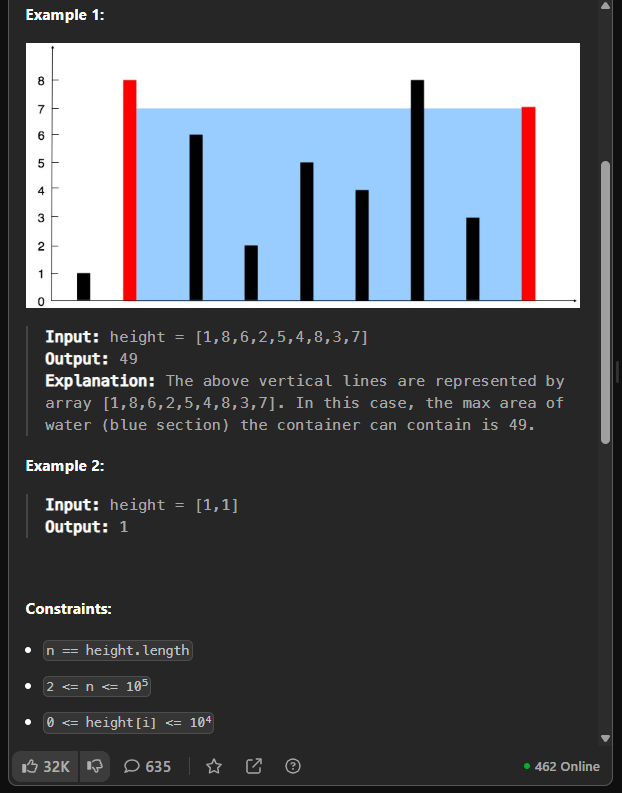 Example 1:
8
7
6
5
4
3
2
1
0
Input: height = [1,8,6,2,5,4,8,3,7]
Output: 49
Explanation: The above vertical lines are represented by
array [1,8,6,2,5,4,8,3,7]. In this case, the max area of
water (blue section) the container can contain is 49.
Example 2:
Input: height = [1,1]
Output: 1
Constraints:
n == height.length
2 <= n <= 10⁵
0 <= height[i] <= 10⁴
32K 635 462 Online